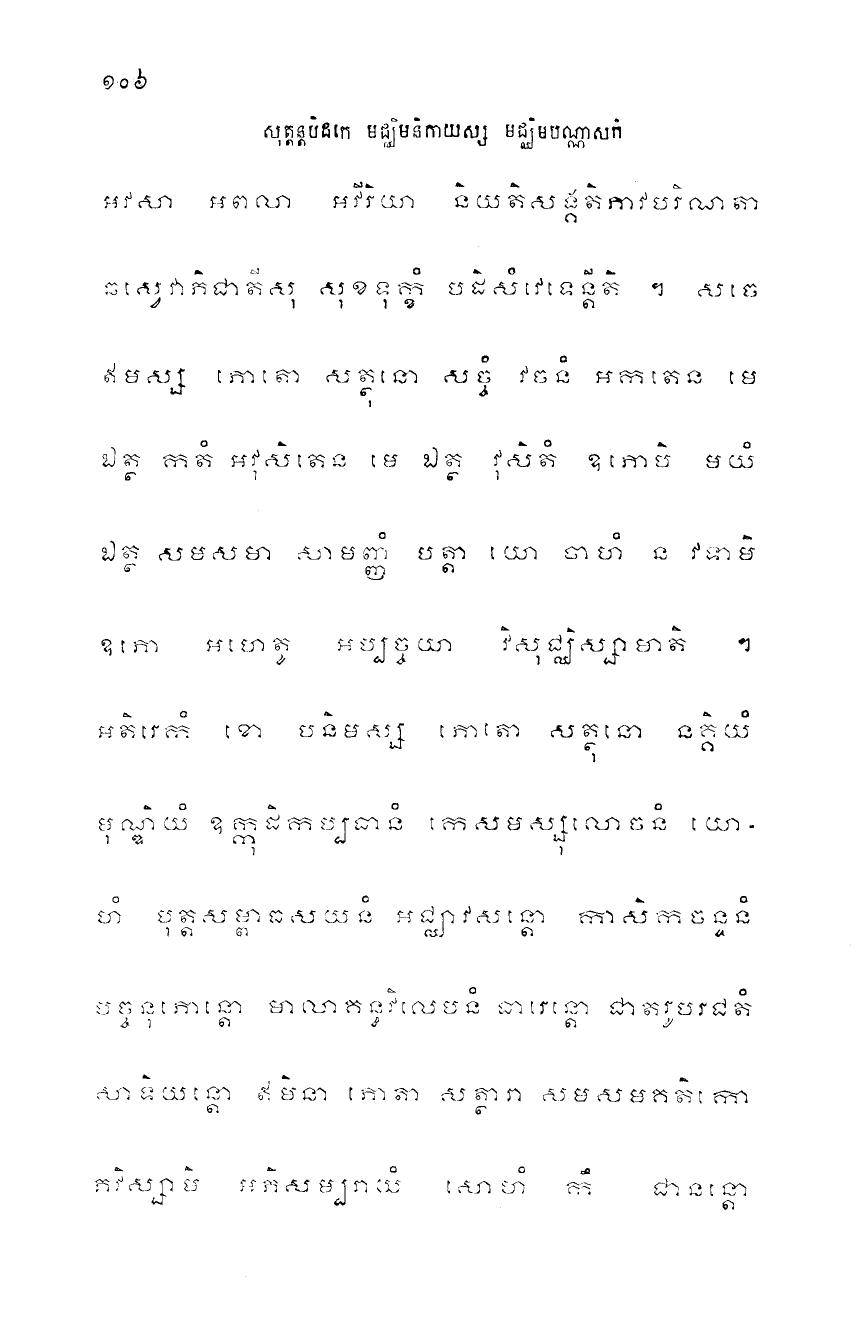 ១០៦
សុត្តន្តបិដកេ មជ្ឈិមនិកាយស្ស មជ្ឈិមបណ្ណាសកំ
អវសា អពលា អវីរិយា និយតិសង្គតិភាវបរិណតា
ឆស្វេវាភិជាតីសុ សុខទុក្ខំ បដិសំវេទេន្តីតិ ។ សចេ
ឥមស្ស ភោតោ សត្ថុនោ សច្ចំ វចនំ អកតេន មេ
ឯត្ថ កតំ អវុសិតេន មេ ឯត្ថ វុសិតំ ឧភោបិ មយំ
ឯត្ថ សមសមា សាមញ្ញំ បត្តា យោ ចាហំ ន វទាមិ
ឧភោ អហេតូ អប្បច្ចយា វិសុជ្ឈិស្សាមាតិ ។
អតិរេកំ ខោ បនិមស្ស ភោតោ សត្ថុនោ នគ្គិយំ
មុណ្ឌិយំ ឧក្កុដិកប្បធានំ កេសមស្សុលោចនំ យោ-
ហំ បុត្តសម្ពាធសយនំ អជ្ឈាវសន្តោ កាសិកចន្ទនំ
បច្ចនុភោន្តោ មាលាគន្ធវិលេបនំ ធារេន្តោ ជាតរូបរជតំ
សាទិយន្តោ ឥមិនា ភោតា សត្ថារា សមសមគតិកោ
ភវិស្សាមិ អភិសម្បរាយំ សោហំ កឹ ជានន្តោ